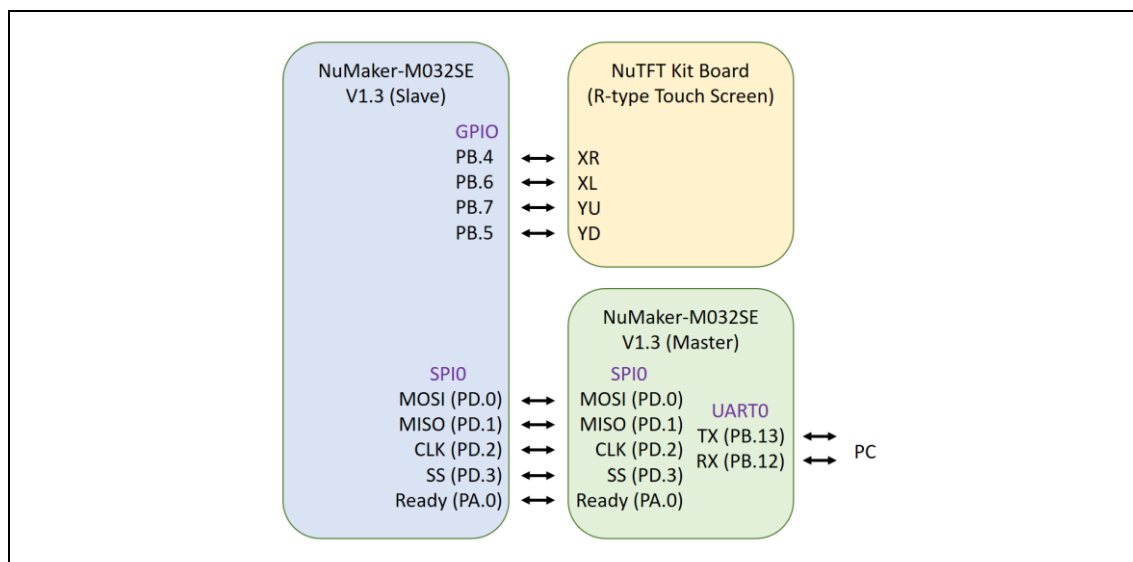 NuMaker-M032SE
V1.3 (Slave)
GPIO
PB.4
PB.6
PB.7
PB.5
SPI0
MOSI (PD.0)
MISO (PD.1)
CLK (PD.2)
SS (PD.3)
Ready (PA.0)
NuTFT Kit Board
(R-type Touch Screen)
XR
XL
YU
YD
NuMaker-M032SE
V1.3 (Master)
SPI0
MOSI (PD.0)
MISO (PD.1)
CLK (PD.2)
SS (PD.3)
Ready (PA.0)
UART0
TX (PB.13)
RX (PB.12)
PC